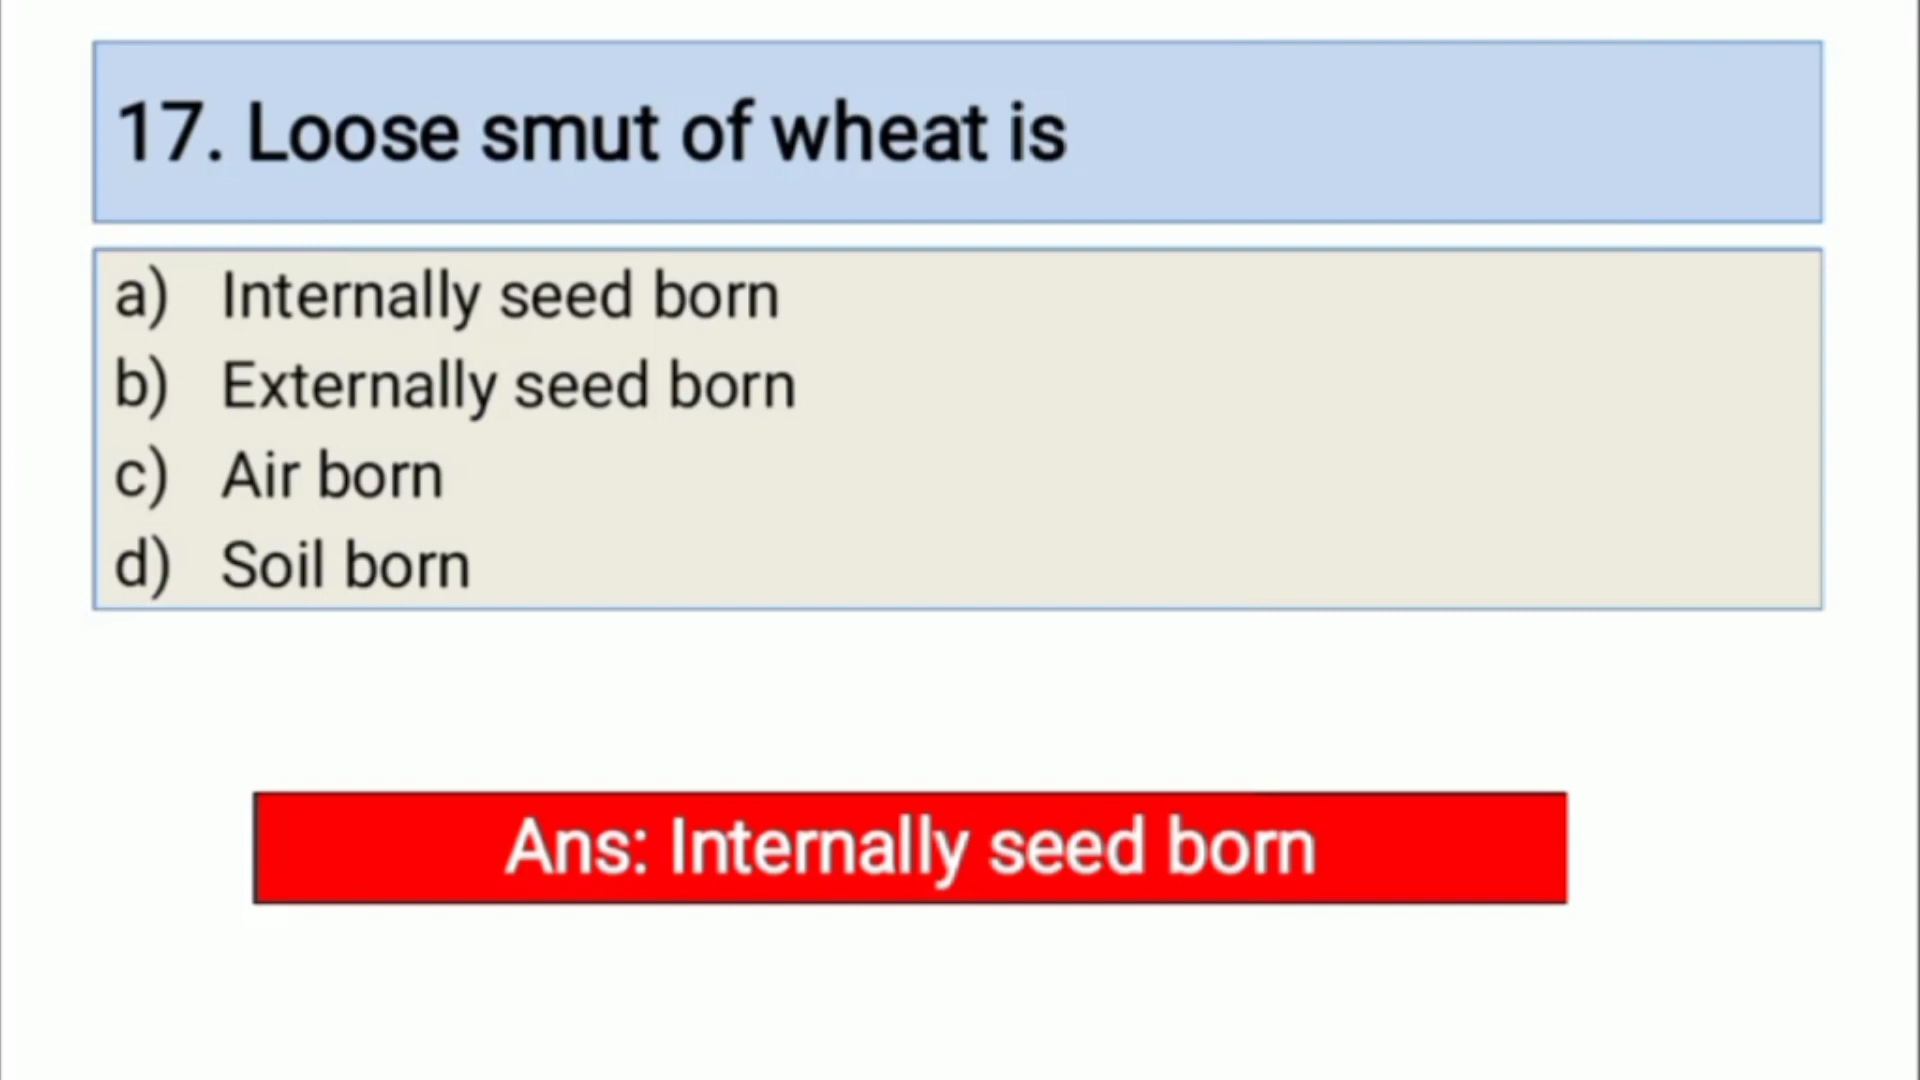 17. Loose smut of wheat is
a) Internally seed born
b) Externally seed born
c) Air born
d) Soil born
Ans: Internally seed born